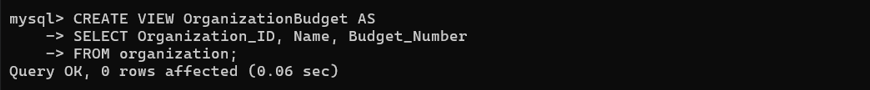 mysql> CREATE VIEW OrganizationBudget AS
    -> SELECT Organization_ID, Name, Budget_Number
    -> FROM organization;
Query OK, 0 rows affected (0.06 sec)